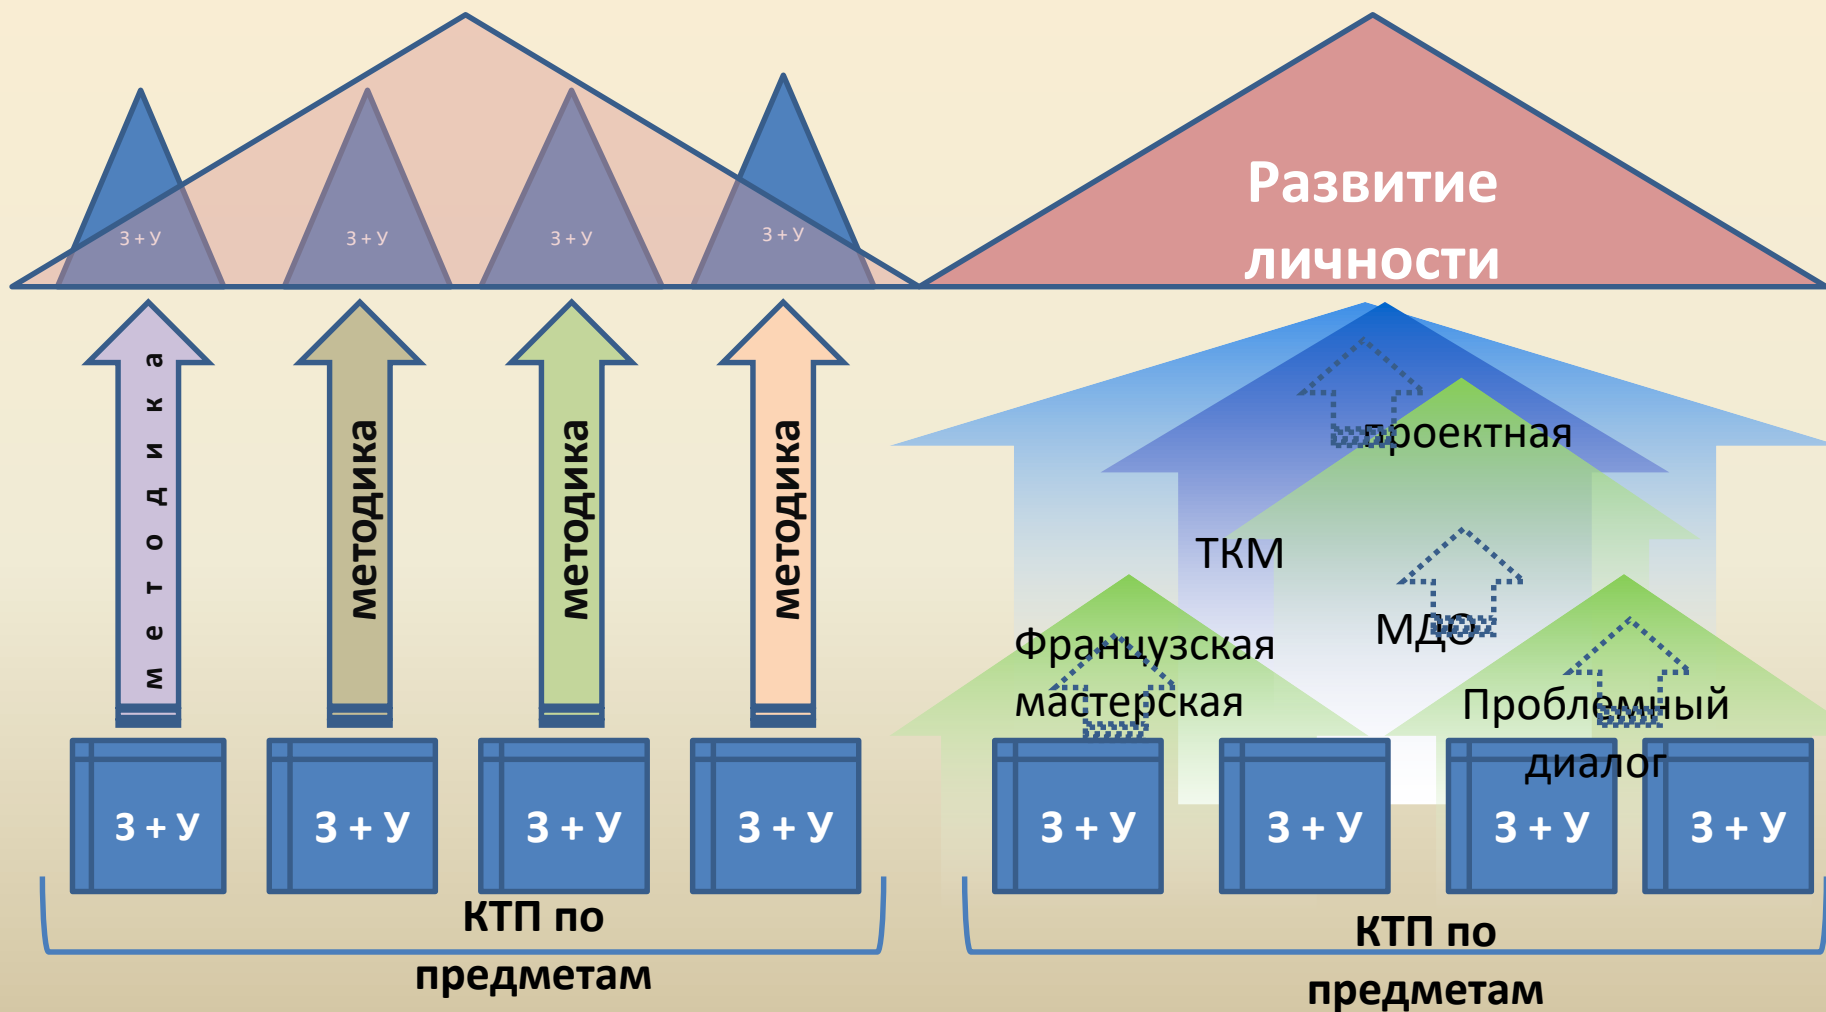 З + У
З + У
З + У
З + У
методика
методика
методика
методика
З + У
З + У
З + У
З + У
КТП по
предметам
Развитие
личности
проектная
ТКМ
МДО
Французская
мастерская
Проблемный
диалог
З + У
З + У
З + У
З + У
КТП по
предметам